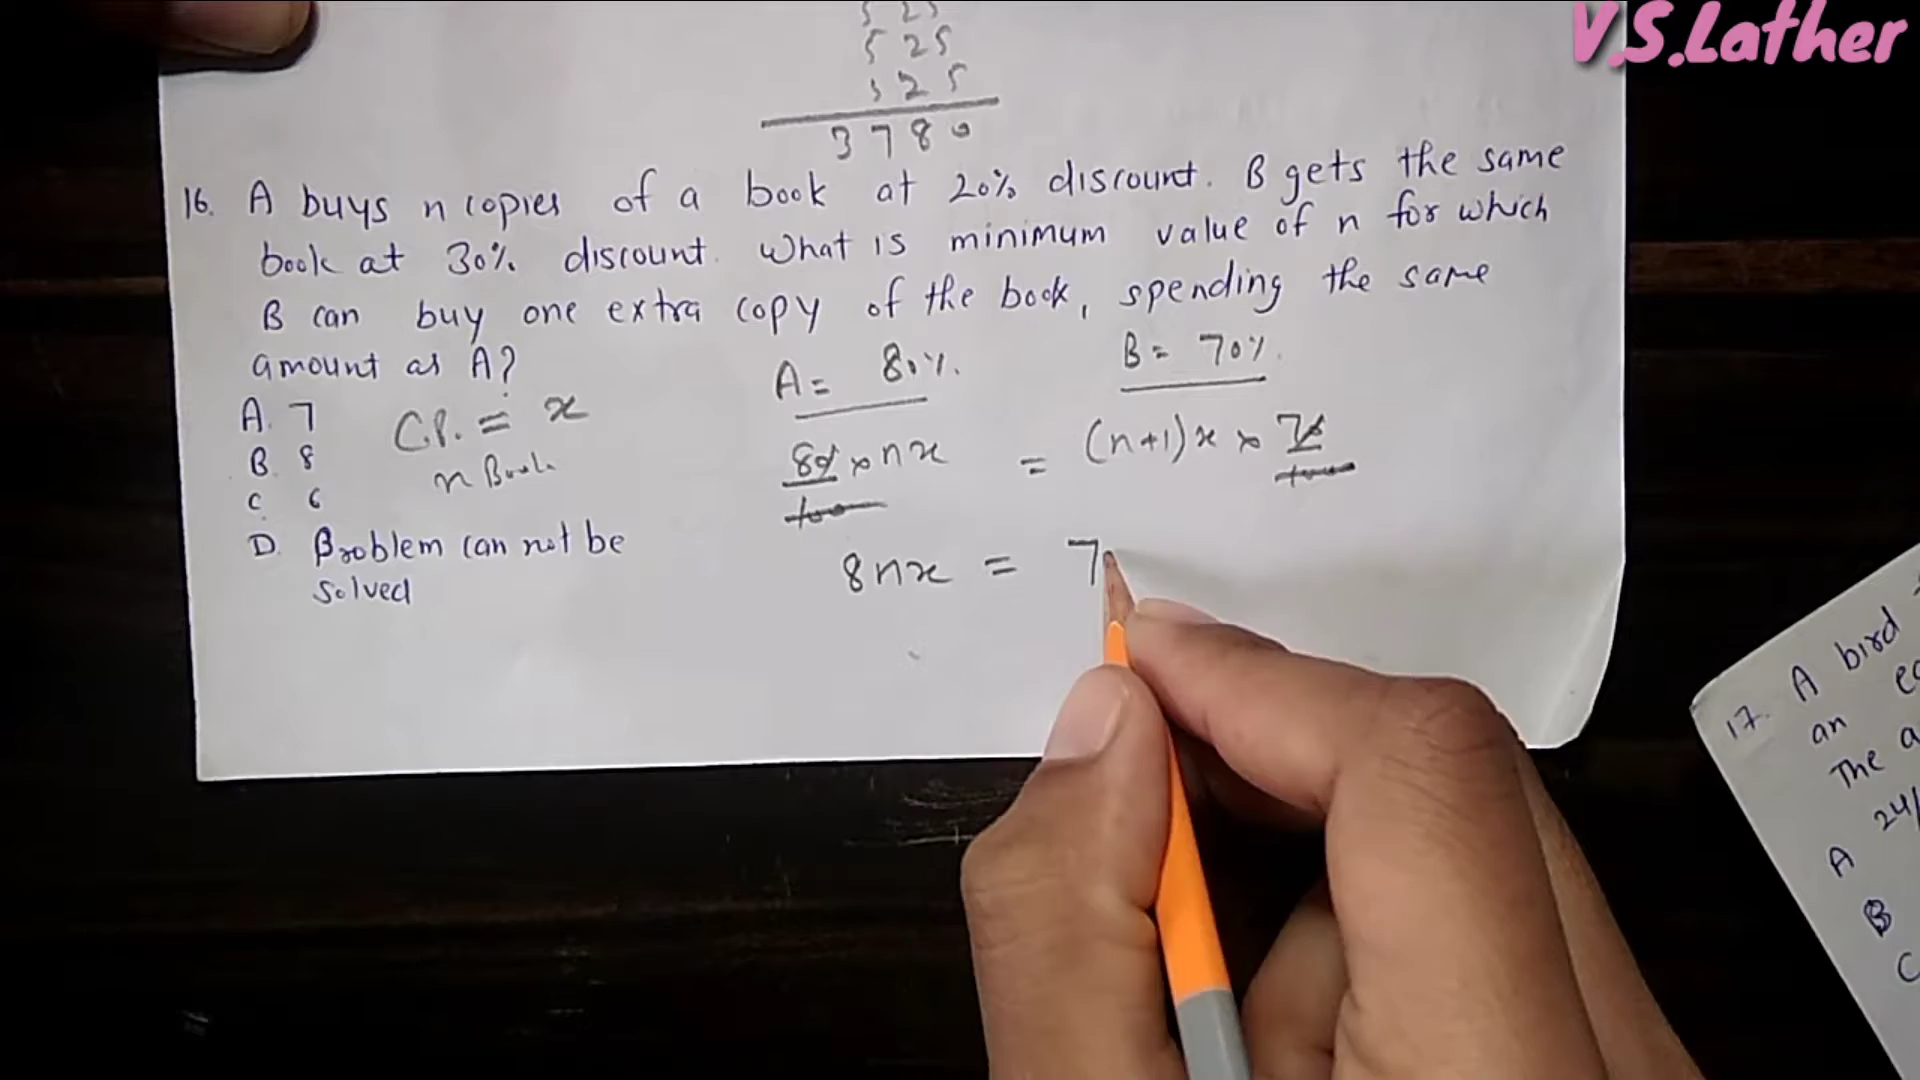 V.S.Lather
525
525
525
3780
16. A buys n copies of a book at 20% discount. B gets the same
book at 30% discount. What is minimum value of n for which
B can buy one extra copy of the book, spending the same
amount as A?
A = 80%.
B = 70%.
A. 7
B. 8
C. 6
D. Problem can not be
solved
C.P. = x
n Book
80/100 × nx = (n+1)x × 70/100
8nx = 7
17. A bird
an
The a
24/
A
B
C